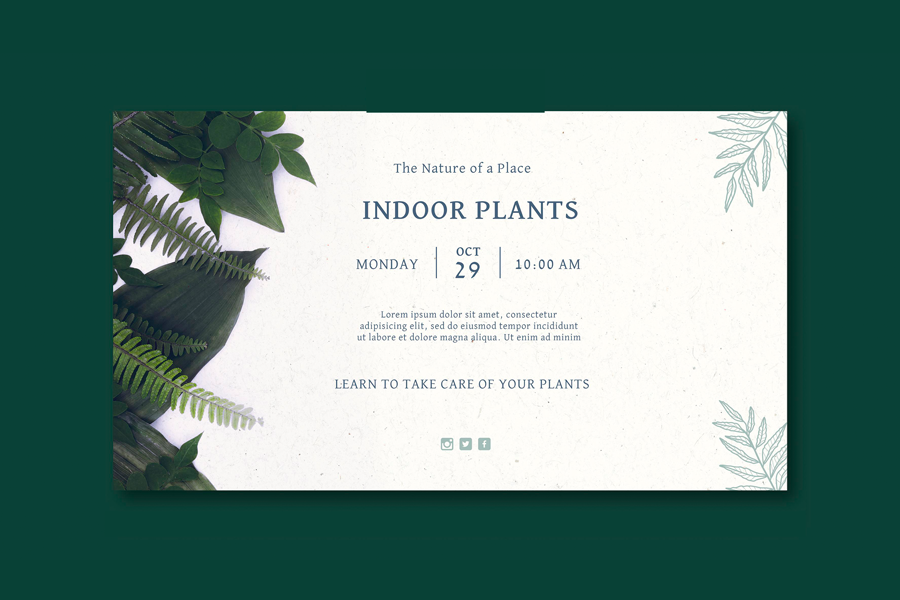 The Nature of a Place
INDOOR PLANTS
MONDAY
OCT
29
10:00 AM
Lorem ipsum dolor sit amet, consectetur
adipisicing elit, sed do eiusmod tempor incididunt
ut labore et dolore magna aliqua. Ut enim ad minim
LEARN TO TAKE CARE OF YOUR PLANTS